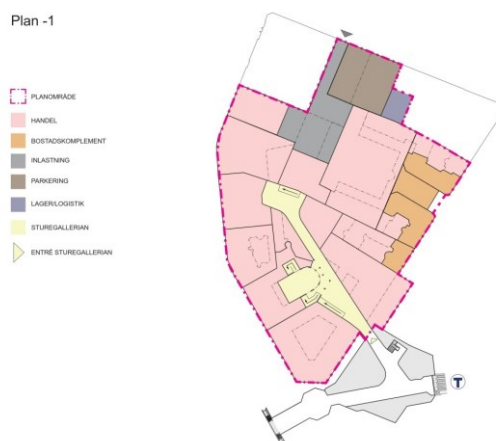 Plan -1
PLANOMRÅDE
HANDEL
BOSTADSKOMPLEMENT
INLASTNING
PARKERING
LAGER/LOGISTIK
STUREGALLERIAN
ENTRÉ STUREGALLERIAN
T